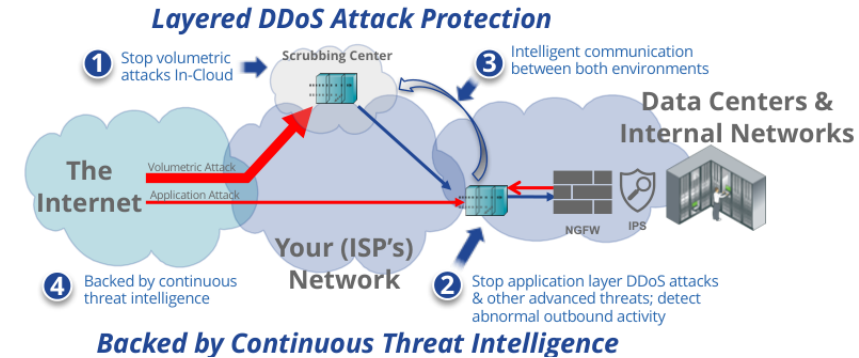 Layered DDoS Attack Protection
1
Stop volumetric
attacks In-Cloud
Scrubbing Center
3
Intelligent communication
between both environments
Data Centers &
Internal Networks
The
Internet
Volumetric Attack
Application Attack
Your (ISP's)
Network
NGFW
IPS
4
Backed by continuous
threat intelligence
2
Stop application layer DDoS attacks
& other advanced threats; detect
abnormal outbound activity
Backed by Continuous Threat Intelligence